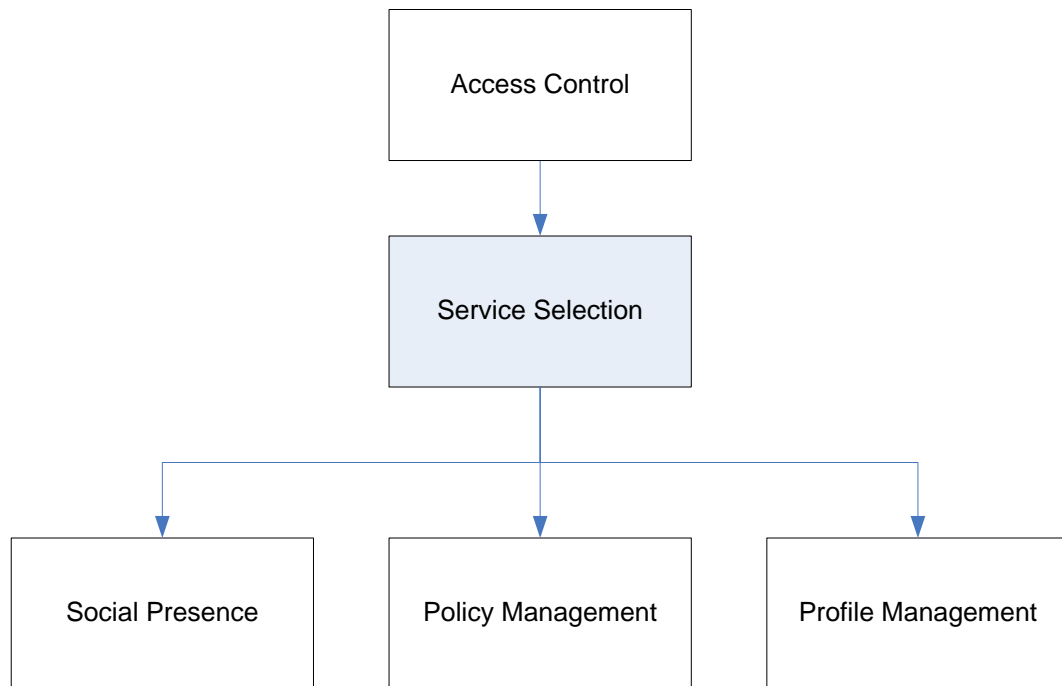 Access Control
Service Selection
Social Presence
Policy Management
Profile Management